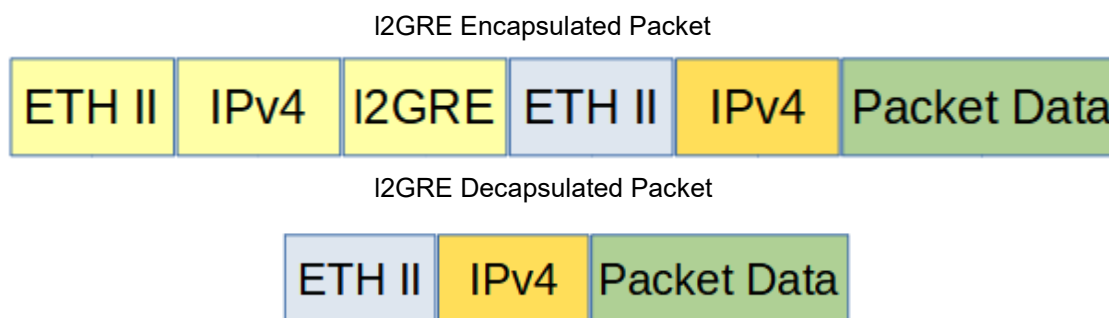 l2GRE Encapsulated Packet
ETH II IPv4 l2GRE ETH II IPv4 Packet Data
l2GRE Decapsulated Packet
ETH II IPv4 Packet Data